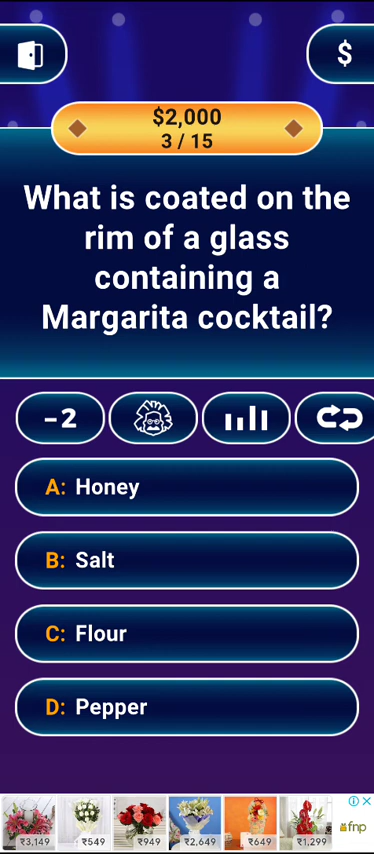 $
$2,000
3 / 15
What is coated on the
rim of a glass
containing a
Margarita cocktail?
-2
A: Honey
B: Salt
C: Flour
D: Pepper
₹3,149 ₹549 ₹949 ₹2,649 ₹649 ₹1,299 fnp